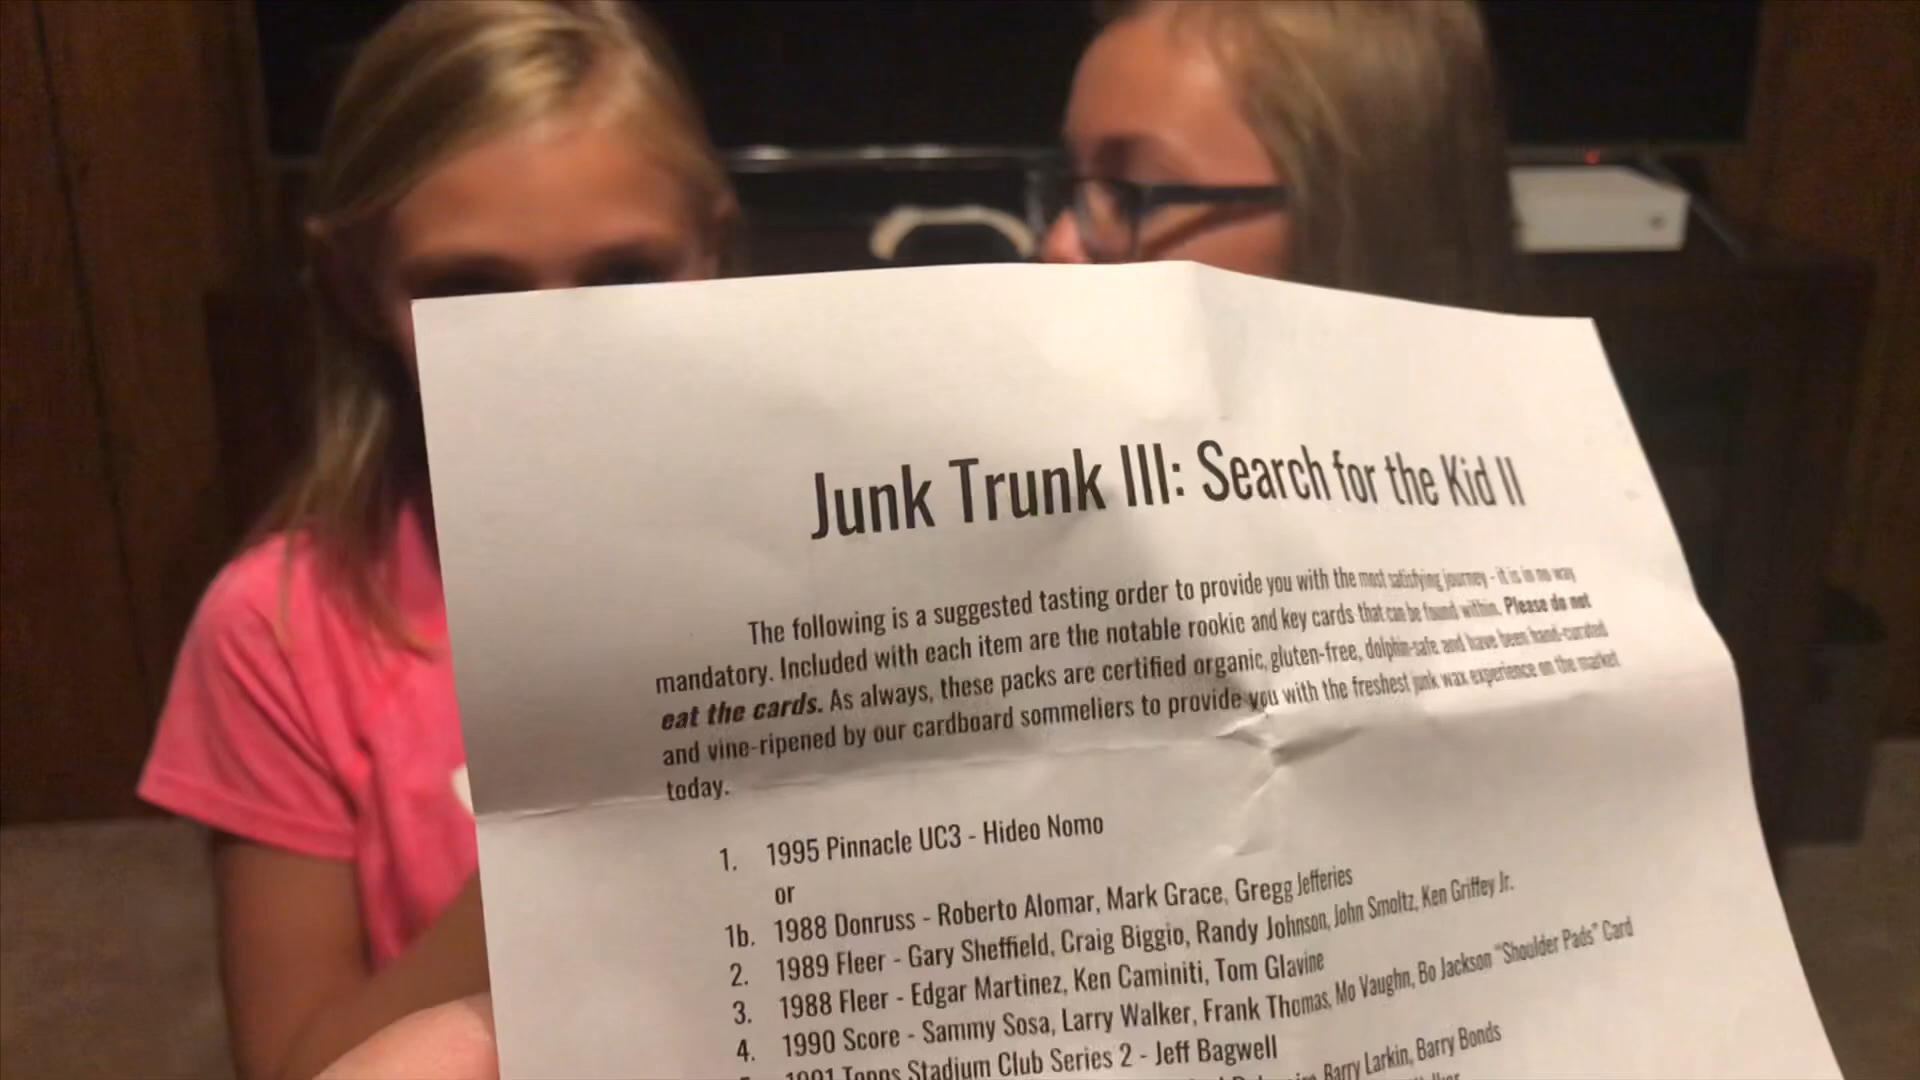 Junk Trunk III: Search for the Kid II
The following is a suggested tasting order to provide you with the most satisfying journey - it is in no way
mandatory. Included with each item are the notable rookie and key cards that can be found within. Please do not
eat the cards. As always, these packs are certified organic, gluten-free, dolphin-safe and have been hand-curated
and vine-ripened by our cardboard sommeliers to provide you with the freshest junk wax experience on the market
today.
1. 1995 Pinnacle UC3 - Hideo Nomo
or
1b. 1988 Donruss - Roberto Alomar, Mark Grace, Gregg Jefferies
2. 1989 Fleer - Gary Sheffield, Craig Biggio, Randy Johnson, John Smoltz, Ken Griffey Jr.
3. 1988 Fleer - Edgar Martinez, Ken Caminiti, Tom Glavine
4. 1990 Score - Sammy Sosa, Larry Walker, Frank Thomas, Mo Vaughn, Bo Jackson "Shoulder Pads" Card
1991 Topps Stadium Club Series 2 - Jeff Bagwell
Barry Larkin, Barry Bonds